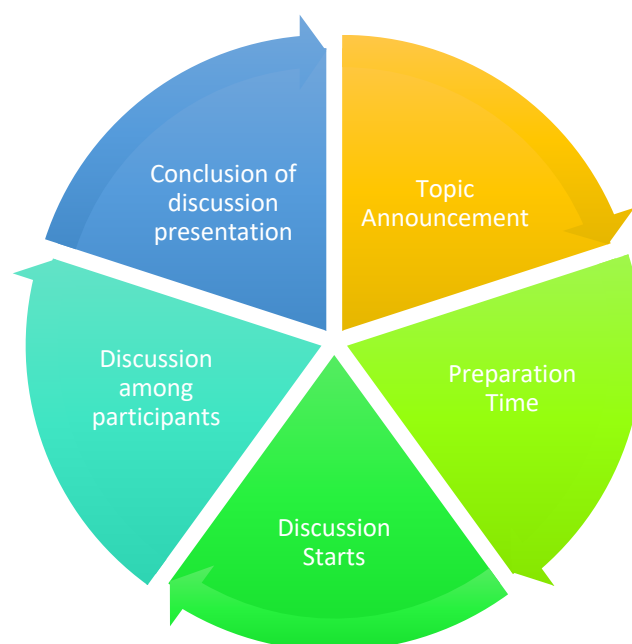 Topic
Announcement
Preparation
Time
Discussion
Starts
Discussion
among
participants
Conclusion of
discussion
presentation